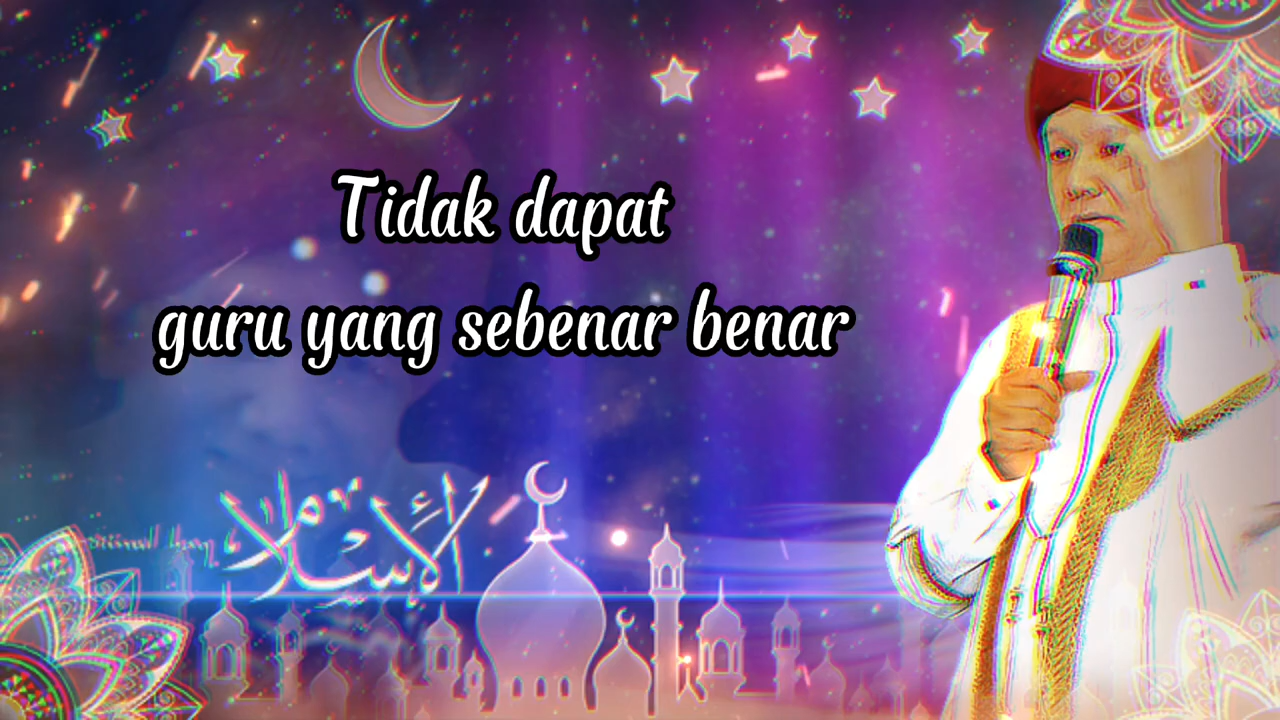 Tidak dapat
guru yang sebenar benar
الإسلام